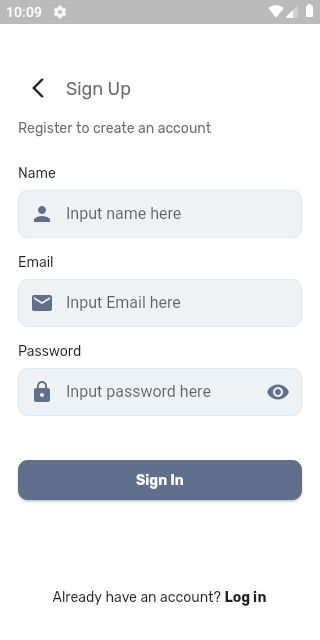 10:09
Sign Up
Register to create an account
Name
Input name here
Email
Input Email here
Password
Input password here
Sign In
Already have an account? Log in